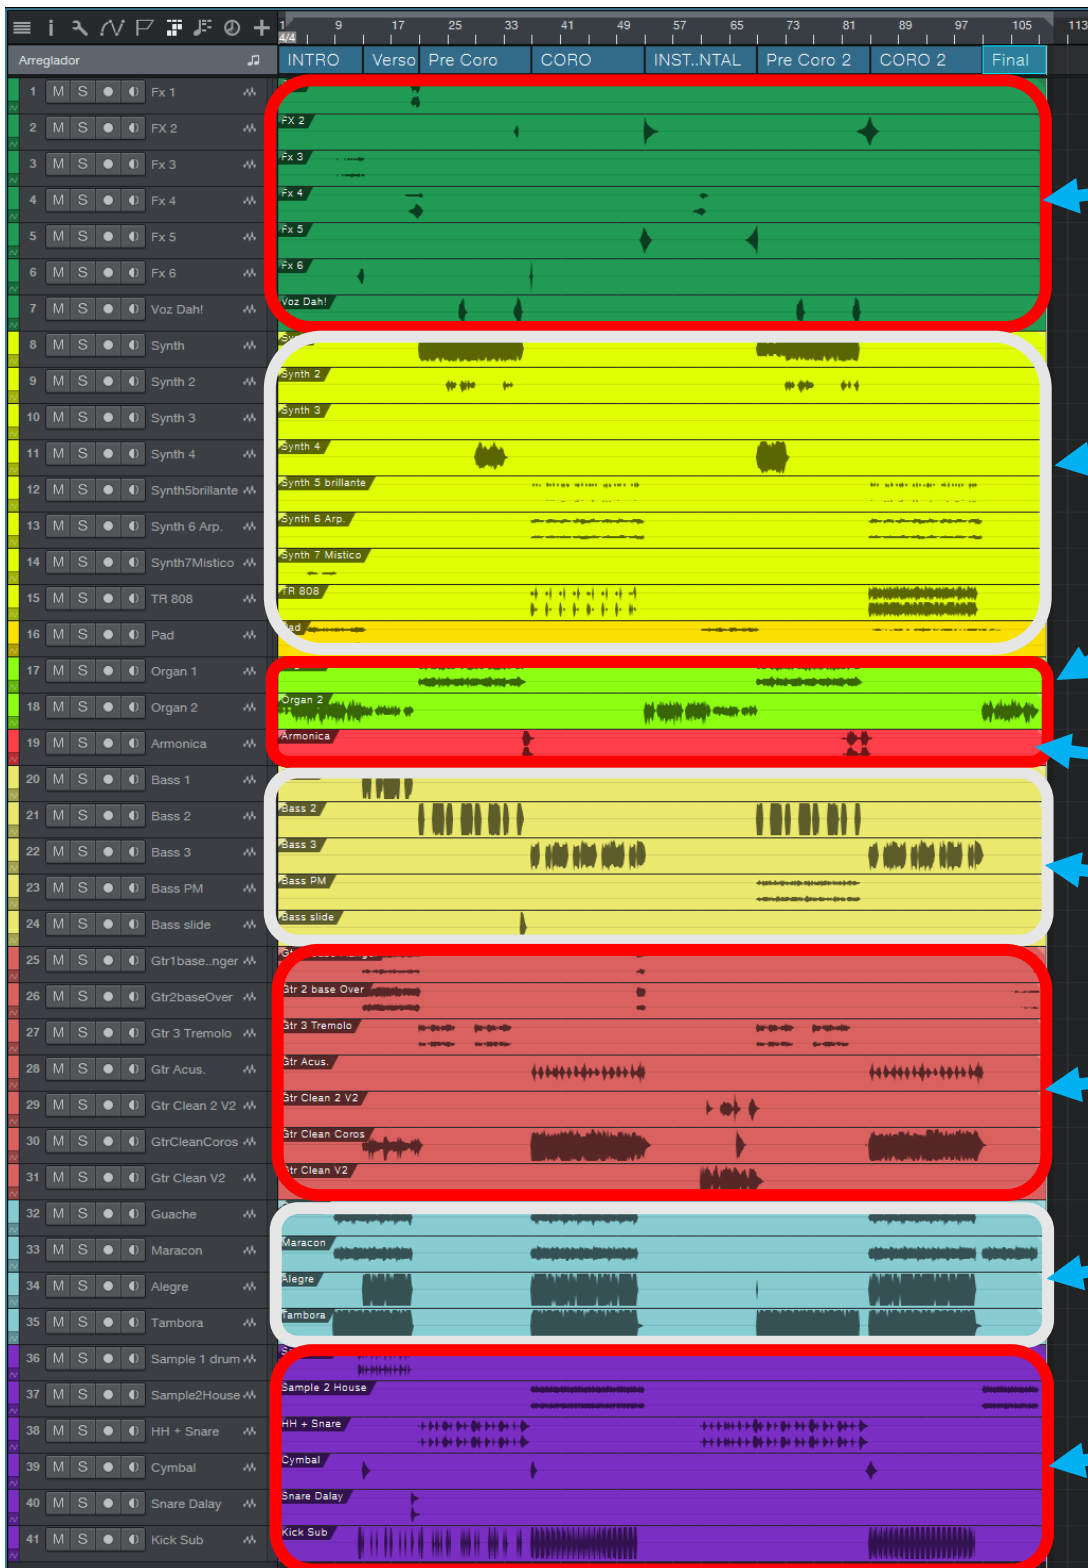 1 9 17 25 33 41 49 57 65 73 81 89 97 105 113
4/4
Arreglador INTRO Verso Pre Coro CORO INST..NTAL Pre Coro 2 CORO 2 Final
1 M S Fx 1
2 M S FX 2 FX 2
3 M S Fx 3 Fx 3
4 M S Fx 4 Fx 4
5 M S Fx 5 Fx 5
6 M S Fx 6 Fx 6
7 M S Voz Dah! Voz Dah!
8 M S Synth
9 M S Synth 2 Synth 2
10 M S Synth 3 Synth 3
11 M S Synth 4 Synth 4
12 M S Synth5brillante Synth 5 brillante
13 M S Synth 6 Arp. Synth 6 Arp.
14 M S Synth7Mistico Synth 7 Mistico
15 M S TR 808 TR 808
16 M S Pad Pad
17 M S Organ 1
18 M S Organ 2 Organ 2
19 M S Armonica Armonica
20 M S Bass 1
21 M S Bass 2 Bass 2
22 M S Bass 3 Bass 3
23 M S Bass PM Bass PM
24 M S Bass slide Bass slide
25 M S Gtr1base..nger
26 M S Gtr2baseOver Gtr 2 base Over
27 M S Gtr 3 Tremolo Gtr 3 Tremolo
28 M S Gtr Acus. Gtr Acus.
29 M S Gtr Clean 2 V2 Gtr Clean 2 V2
30 M S GtrCleanCoros Gtr Clean Coros
31 M S Gtr Clean V2 Gtr Clean V2
32 M S Guache
33 M S Maracon Maracon
34 M S Alegre Alegre
35 M S Tambora Tambora
36 M S Sample 1 drum
37 M S Sample2House Sample 2 House
38 M S HH + Snare HH + Snare
39 M S Cymbal Cymbal
40 M S Snare Dalay Snare Dalay
41 M S Kick Sub Kick Sub